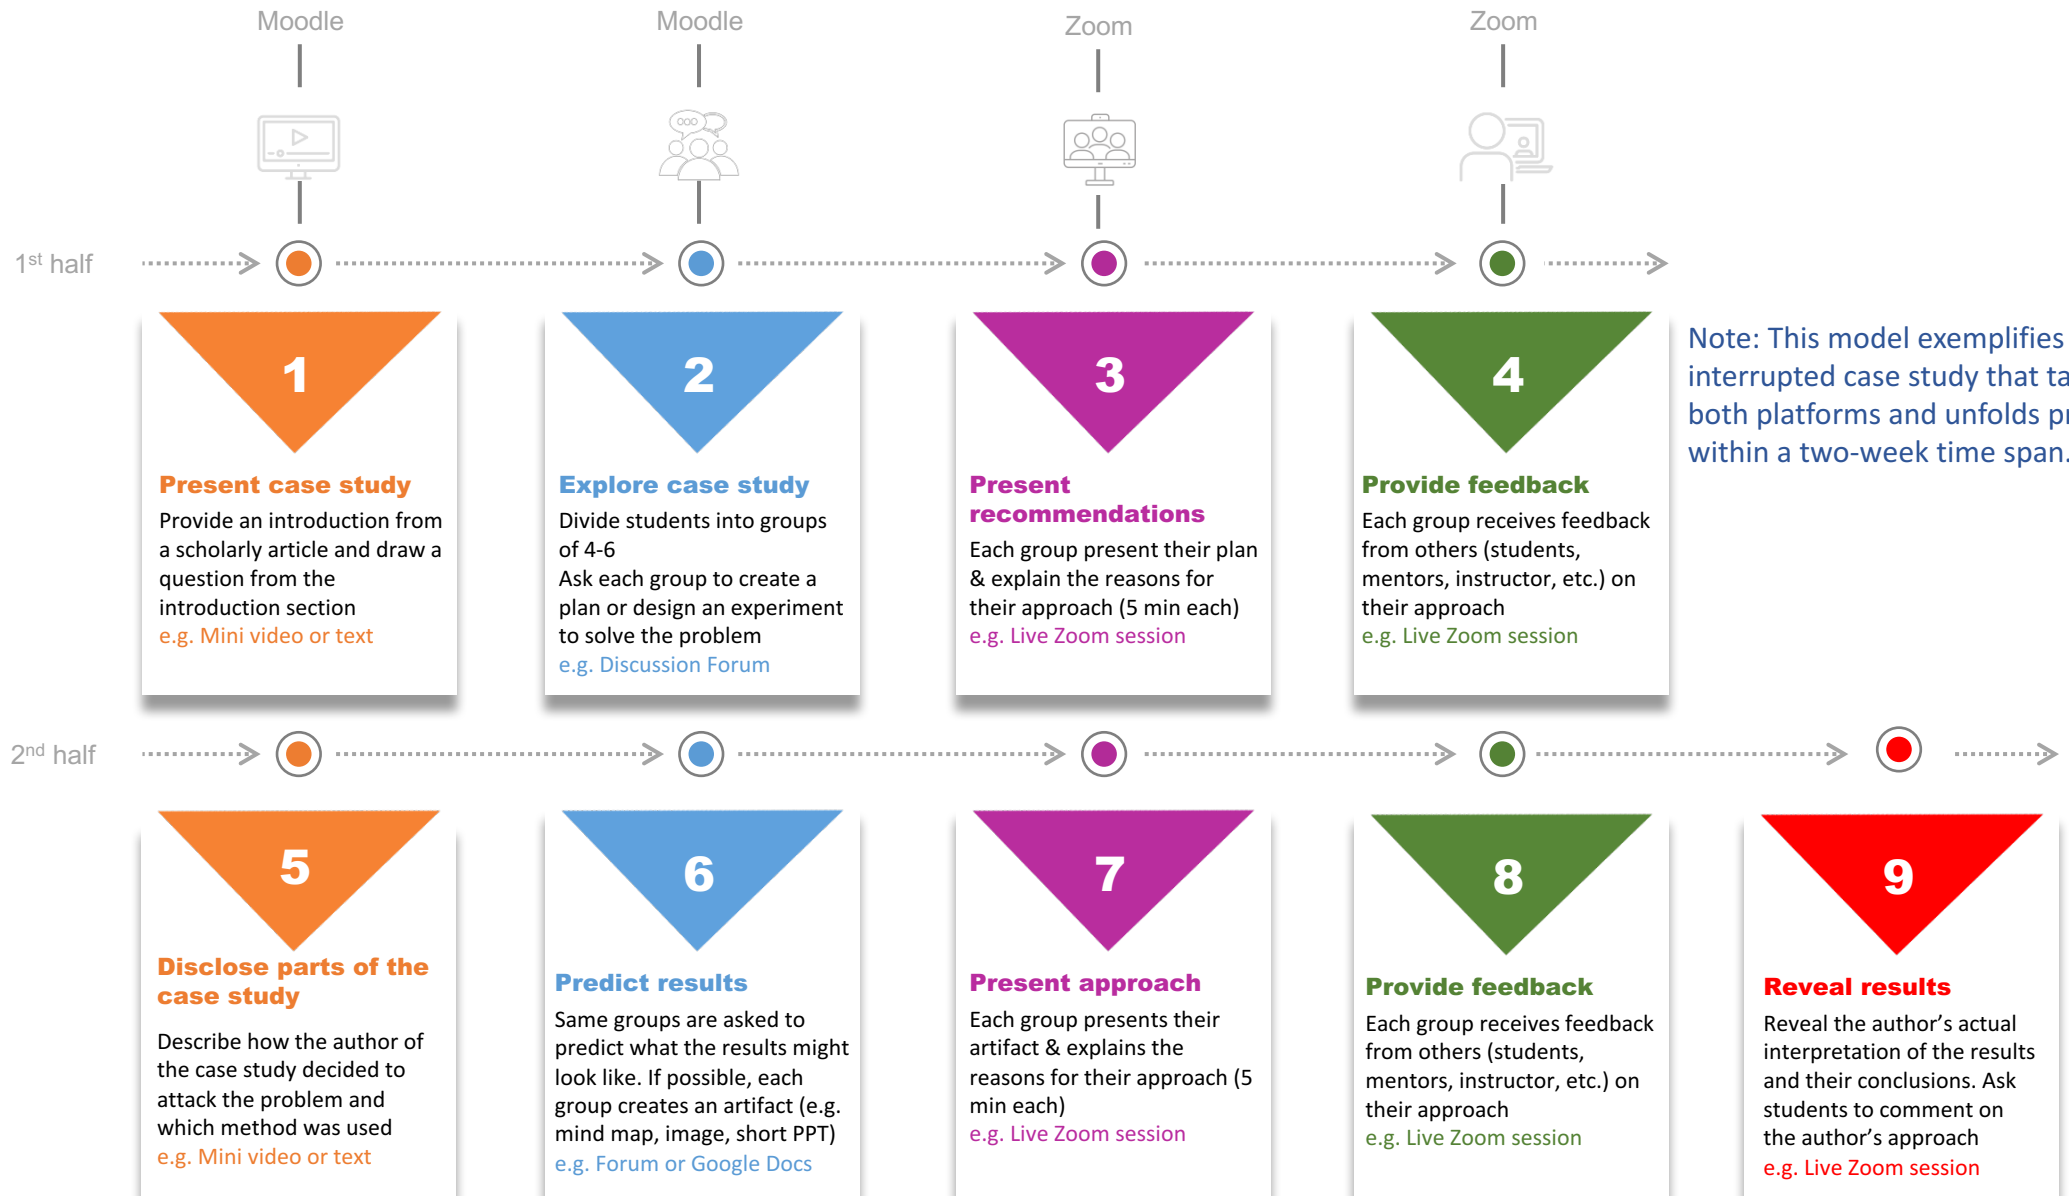 Moodle
Moodle
Zoom
Zoom
1st half
1
Present case study
Provide an introduction from
a scholarly article and draw a
question from the
introduction section
e.g. Mini video or text
2
Explore case study
Divide students into groups
of 4-6
Ask each group to create a
plan or design an experiment
to solve the problem
e.g. Discussion Forum
3
Present
recommendations
Each group present their plan
& explain the reasons for
their approach (5 min each)
e.g. Live Zoom session
4
Provide feedback
Each group receives feedback
from others (students,
mentors, instructor, etc.) on
their approach
e.g. Live Zoom session
Note: This model exemplifies
interrupted case study that
both platforms and unfolds
within a two-week time span.
2nd half
5
Disclose parts of the
case study
Describe how the author of
the case study decided to
attack the problem and
which method was used
e.g. Mini video or text
6
Predict results
Same groups are asked to
predict what the results might
look like. If possible, each
group creates an artifact (e.g.
mind map, image, short PPT)
e.g. Forum or Google Docs
7
Present approach
Each group presents their
artifact & explains the
reasons for their approach (5
min each)
e.g. Live Zoom session
8
Provide feedback
Each group receives feedback
from others (students,
mentors, instructor, etc.) on
their approach
e.g. Live Zoom session
9
Reveal results
Reveal the author's actual
interpretation of the results
and their conclusions. Ask
students to comment on
the author's approach
e.g. Live Zoom session